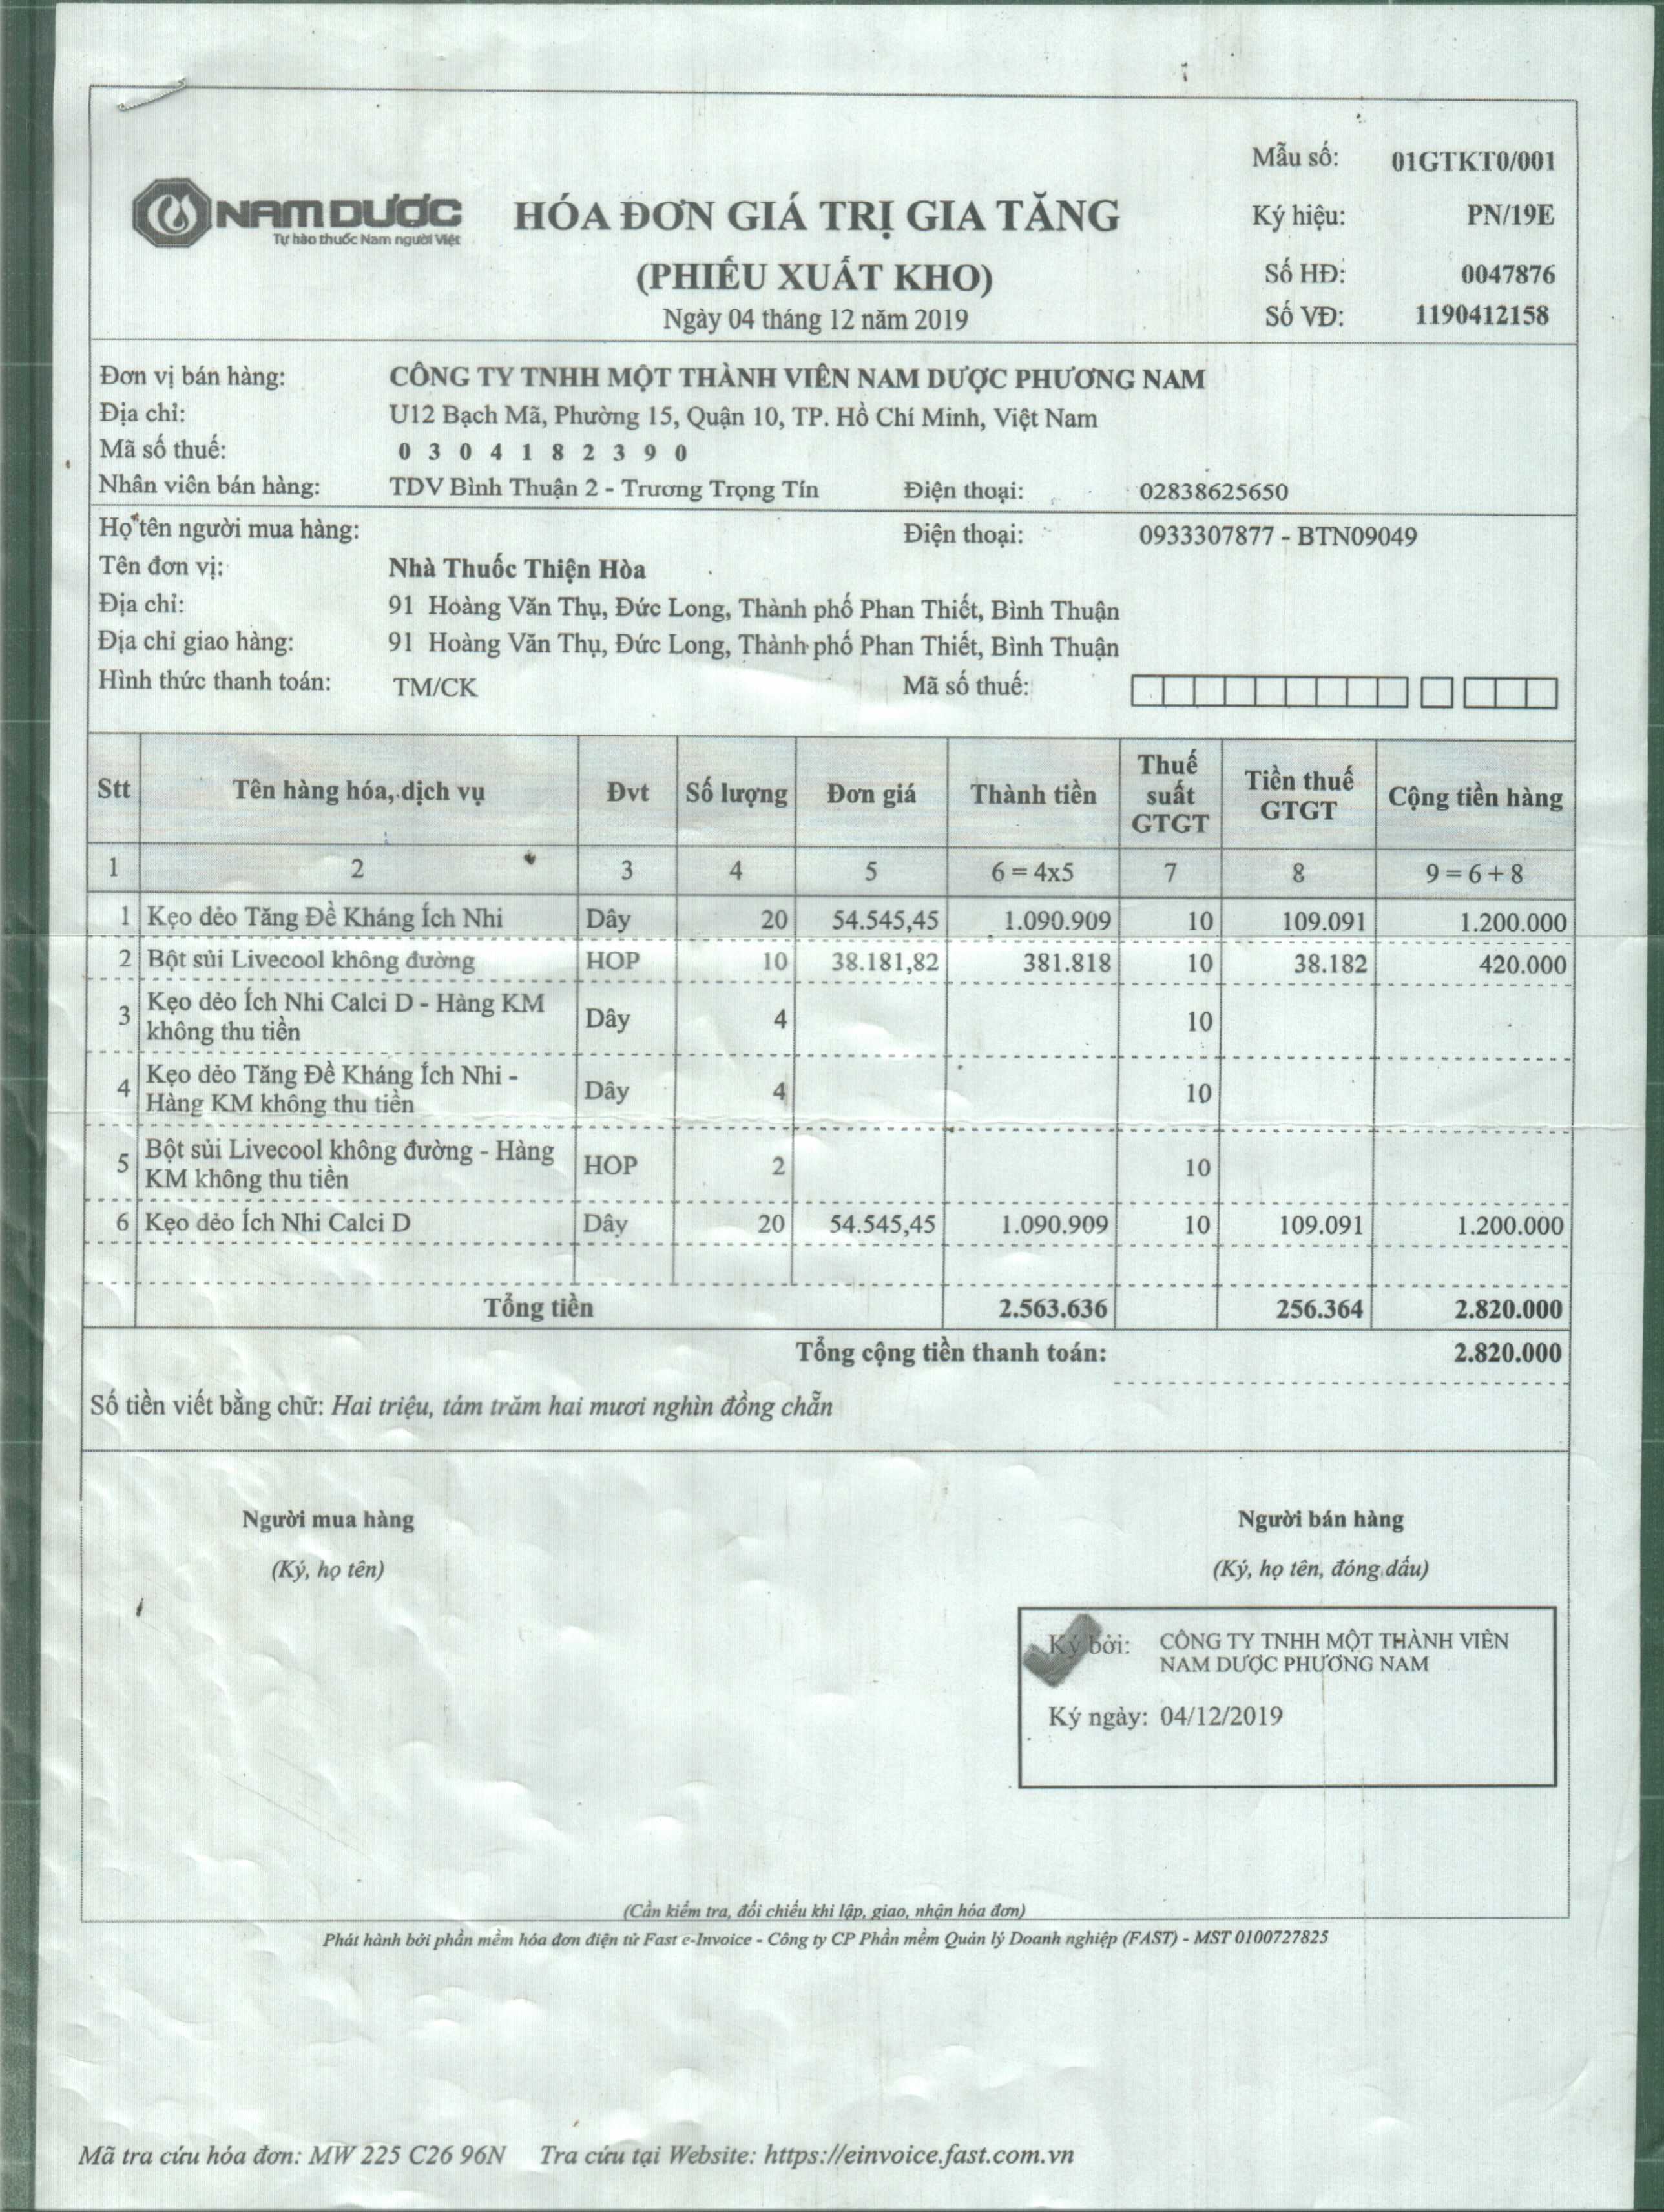 Mẫu số: 01GTKT0/001
NAM DƯỢC
Tự hào thuốc Nam người Việt
HÓA ĐƠN GIÁ TRỊ GIA TĂNG
Ký hiệu: PN/19E
(PHIẾU XUẤT KHO)
Số HĐ: 0047876
Ngày 04 tháng 12 năm 2019
Số VĐ: 1190412158
Đơn vị bán hàng: CÔNG TY TNHH MỘT THÀNH VIÊN NAM DƯỢC PHƯƠNG NAM
Địa chỉ: U12 Bạch Mã, Phường 15, Quận 10, TP. Hồ Chí Minh, Việt Nam
Mã số thuế: 0 3 0 4 1 8 2 3 9 0
Nhân viên bán hàng: TDV Bình Thuận 2 - Trương Trọng Tín Điện thoại: 02838625650
Họ tên người mua hàng: Điện thoại: 0933307877 - BTN09049
Tên đơn vị: Nhà Thuốc Thiện Hòa
Địa chỉ: 91 Hoàng Văn Thụ, Đức Long, Thành phố Phan Thiết, Bình Thuận
Địa chỉ giao hàng: 91 Hoàng Văn Thụ, Đức Long, Thành phố Phan Thiết, Bình Thuận
Hình thức thanh toán: TM/CK Mã số thuế:
Stt Tên hàng hóa, dịch vụ Đvt Số lượng Đơn giá Thành tiền Thuế suất GTGT Tiền thuế GTGT Cộng tiền hàng
1 2 3 4 5 6 = 4x5 7 8 9 = 6 + 8
1 Kẹo dẻo Tăng Đề Kháng Ích Nhi Dây 20 54.545,45 1.090.909 10 109.091 1.200.000
2 Bột sủi Livecool không đường HOP 10 38.181,82 381.818 10 38.182 420.000
3 Kẹo dẻo Ích Nhi Calci D - Hàng KM không thu tiền Dây 4 10
4 Kẹo dẻo Tăng Đề Kháng Ích Nhi - Hàng KM không thu tiền Dây 4 10
5 Bột sủi Livecool không đường - Hàng KM không thu tiền HOP 2 10
6 Kẹo dẻo Ích Nhi Calci D Dây 20 54.545,45 1.090.909 10 109.091 1.200.000
Tổng tiền 2.563.636 256.364 2.820.000
Tổng cộng tiền thanh toán: 2.820.000
Số tiền viết bằng chữ: Hai triệu, tám trăm hai mươi nghìn đồng chẵn
Người mua hàng Người bán hàng
(Ký, họ tên) (Ký, họ tên, đóng dấu)
Ký bởi: CÔNG TY TNHH MỘT THÀNH VIÊN
NAM DƯỢC PHƯƠNG NAM
Ký ngày: 04/12/2019
(Cần kiểm tra, đối chiếu khi lập, giao, nhận hóa đơn)
Phát hành bởi phần mềm hóa đơn điện tử Fast e-Invoice - Công ty CP Phần mềm Quản lý Doanh nghiệp (FAST) - MST 0100727825
Mã tra cứu hóa đơn: MW 225 C26 96N Tra cứu tại Website: https://einvoice.fast.com.vn